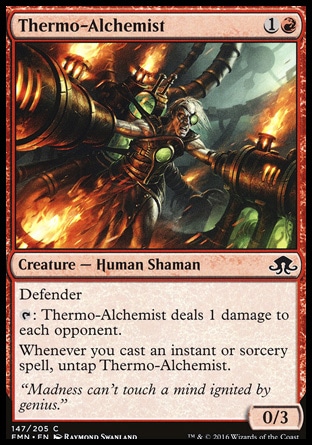 Thermo-Alchemist 1
Creature — Human Shaman
Defender
: Thermo-Alchemist deals 1 damage to
each opponent.
Whenever you cast an instant or sorcery
spell, untap Thermo-Alchemist.
“Madness can’t touch a mind ignited by
genius.”
0/3
147/205 C
EMN • EN RAYMOND SWANLAND
™ & © 2016 Wizards of the Coast